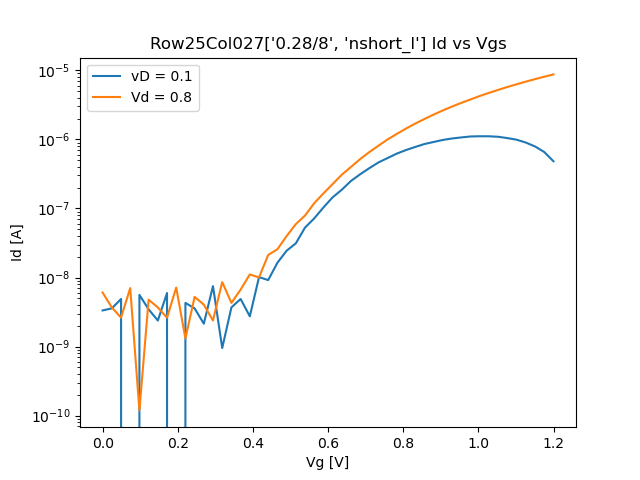 Row25Col027['0.28/8', 'nshort_l'] Id vs Vgs
vD = 0.1
Vd = 0.8
Id [A]
10⁻⁵
10⁻⁶
10⁻⁷
10⁻⁸
10⁻⁹
10⁻¹⁰
0.0 0.2 0.4 0.6 0.8 1.0 1.2
Vg [V]